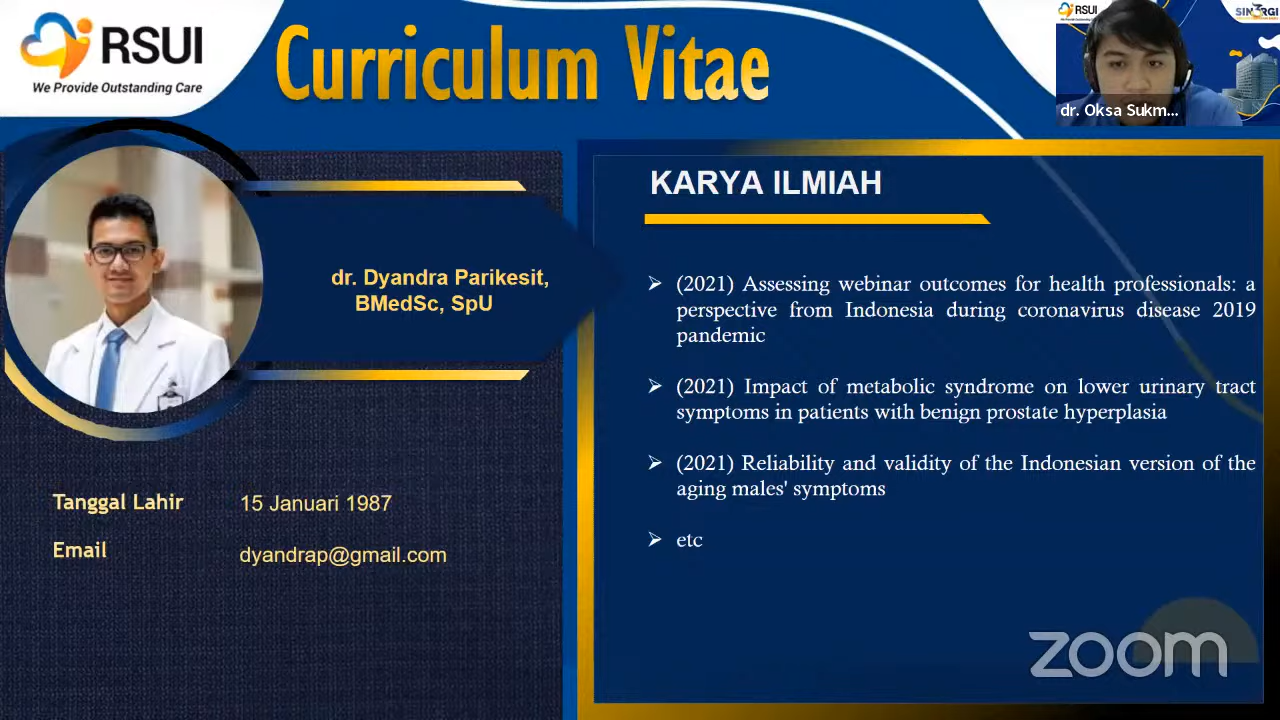 RSUI
We Provide Outstanding Care
Curriculum Vitae
RSUI
SINERGI
dr. Oksa Sukm...
dr. Dyandra Parikesit,
BMedSc, SpU
Tanggal Lahir 15 Januari 1987
Email dyandrap@gmail.com
KARYA ILMIAH
➢ (2021) Assessing webinar outcomes for health professionals: a
perspective from Indonesia during coronavirus disease 2019
pandemic
➢ (2021) Impact of metabolic syndrome on lower urinary tract
symptoms in patients with benign prostate hyperplasia
➢ (2021) Reliability and validity of the Indonesian version of the
aging males' symptoms
➢ etc
zoom